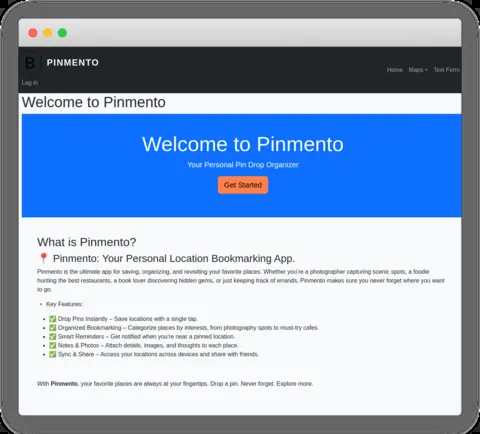 B PINMENTO
Home Maps Text Form
Log in
Welcome to Pinmento
Welcome to Pinmento
Your Personal Pin Drop Organizer
Get Started
What is Pinmento?
📍 Pinmento: Your Personal Location Bookmarking App.
Pinmento is the ultimate app for saving, organizing, and revisiting your favorite places. Whether you're a photographer capturing scenic spots, a foodie
hunting the best restaurants, a book lover discovering hidden gems, or just keeping track of errands, Pinmento makes sure you never forget where you want
to go.
Key Features:
✅ Drop Pins Instantly – Save locations with a single tap.
✅ Organized Bookmarking – Categorize places by interests, from photography spots to must-try cafes.
✅ Smart Reminders – Get notified when you're near a pinned location.
✅ Notes & Photos – Attach details, images, and thoughts to each place.
✅ Sync & Share – Access your locations across devices and share with friends.
With Pinmento, your favorite places are always at your fingertips. Drop a pin. Never forget. Explore more.